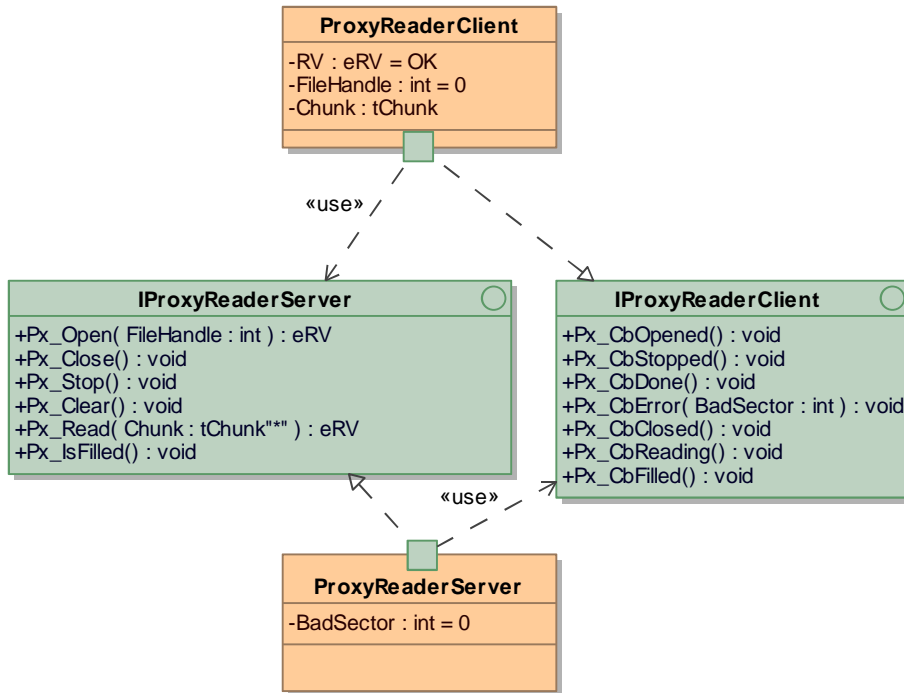 ProxyReaderClient
-RV : eRV = OK
-FileHandle : int = 0
-Chunk : tChunk
«use»
IProxyReaderServer
+Px_Open( FileHandle : int ) : eRV
+Px_Close() : void
+Px_Stop() : void
+Px_Clear() : void
+Px_Read( Chunk : tChunk"*" ) : eRV
+Px_IsFilled() : void
IProxyReaderClient
+Px_CbOpened() : void
+Px_CbStopped() : void
+Px_CbDone() : void
+Px_CbError( BadSector : int ) : void
+Px_CbClosed() : void
+Px_CbReading() : void
+Px_CbFilled() : void
«use»
ProxyReaderServer
-BadSector : int = 0